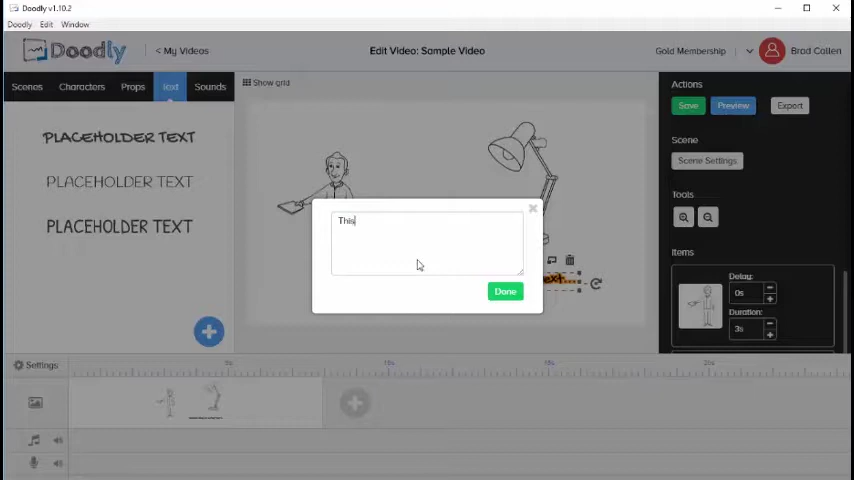 Doodly v1.10.2
Doodly Edit Window
Doodly
< My Videos
Edit Video: Sample Video
Gold Membership
Brad Callen
Scenes Characters Props Text Sounds
Show grid
PLACEHOLDER TEXT
PLACEHOLDER TEXT
PLACEHOLDER TEXT
This
Done
Actions
Save Preview Export
Scene
Scene Settings
Tools
Items
Delay:
0s
Duration:
3s
Settings